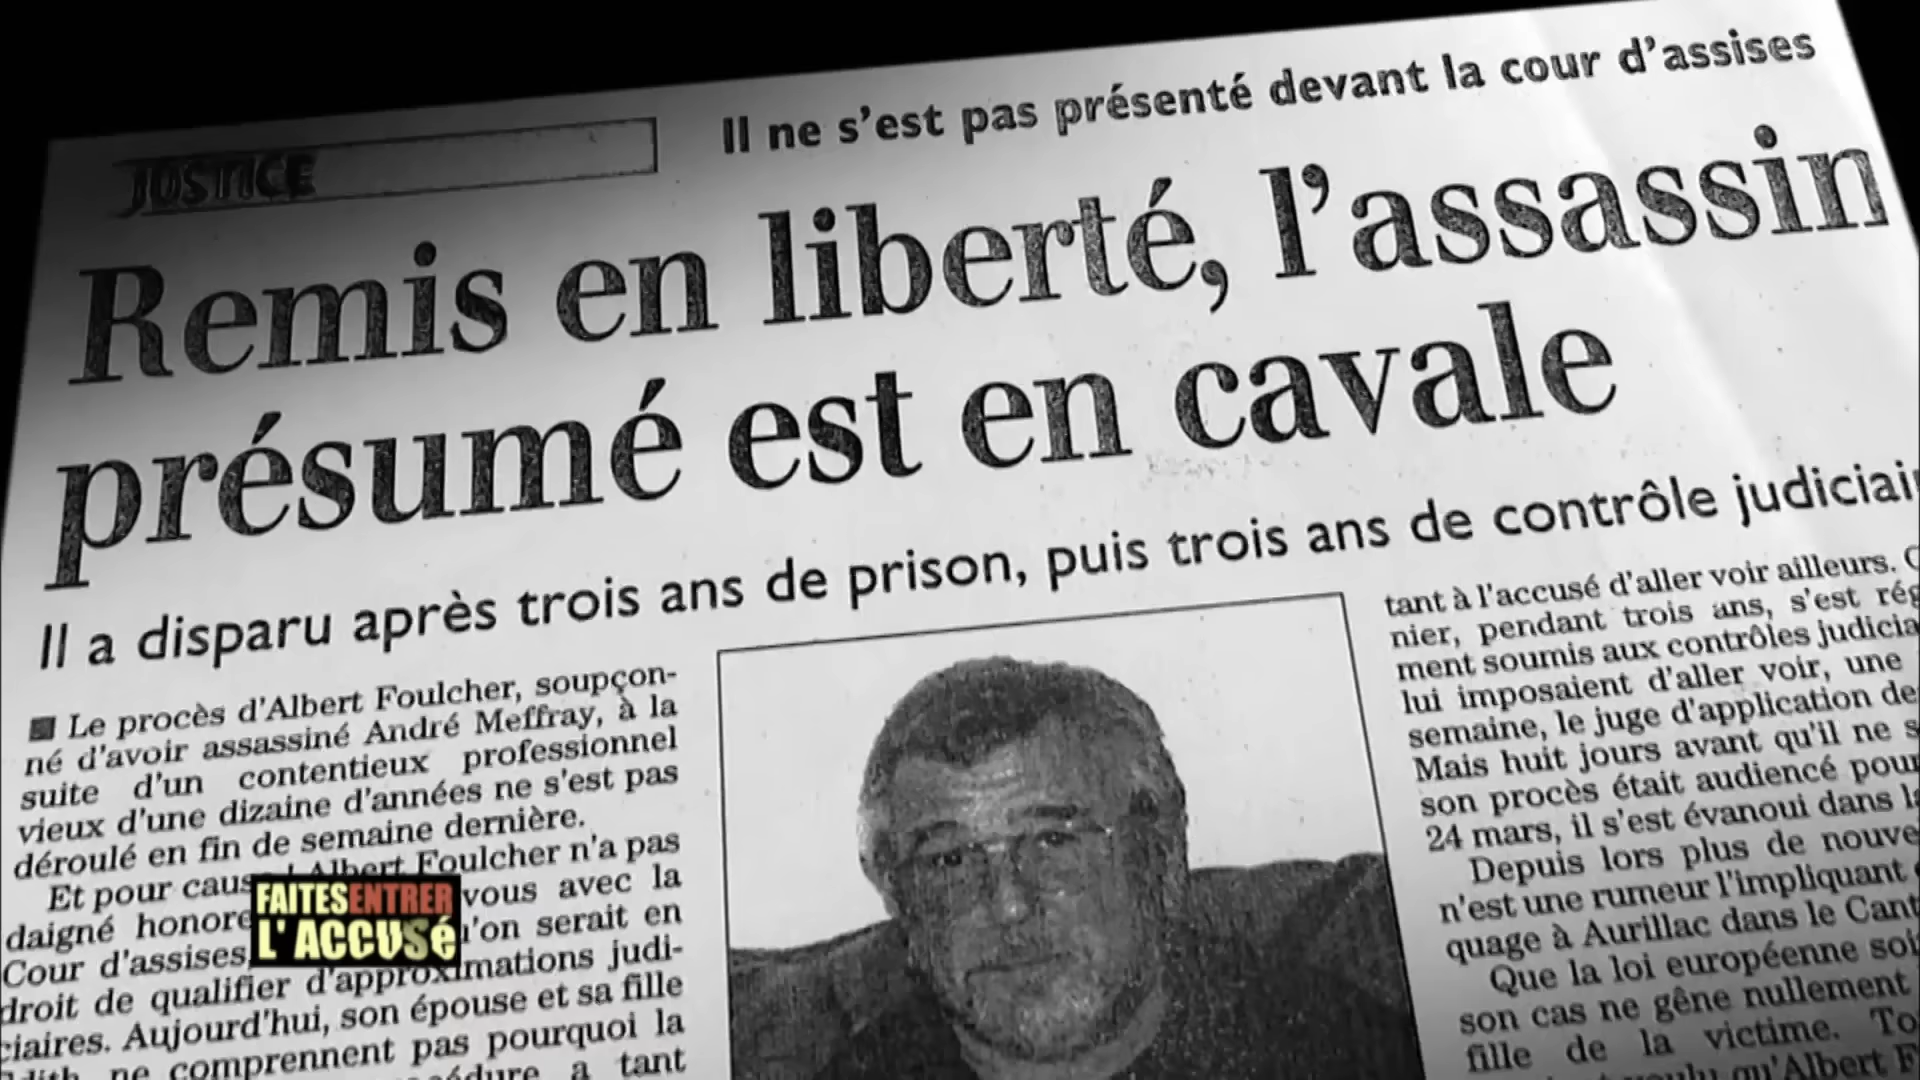 JUSTICE
Il ne s'est pas présenté devant la cour d'assises
Remis en liberté, l'assassin
présumé est en cavale
Il a disparu après trois ans de prison, puis trois ans de contrôle
Le procès d'Albert Foulcher, soupçon-
né d'avoir assassiné André Meffray, à la
suite d'un contentieux professionnel
vieux d'une dizaine d'années ne s'est pas
déroulé en fin de semaine dernière.
Et pour Albert Foulcher n'a pas
daigné vous avec la
Cour d'assises l'on serait en
droit de qualifier d'approximations judi-
ciaires. Aujourd'hui, son épouse et sa fille
ne comprennent pas pourquoi la
a tant
FAITES ENTRER
L'ACCUSé
tant à l'accusé d'aller voir ailleurs.
nier, pendant trois ans, s'est
ment soumis aux contrôles
lui imposaient d'aller voir, une
semaine, le juge d'application
Mais huit jours avant qu'il ne
son procès était audiencé
24 mars, il s'est évanoui dans
Depuis lors plus de
n'est une rumeur l'impliquant
quage à Aurillac dans le
Que la loi européenne
son cas ne gêne nullement
fille de la victime.
qu'Albert